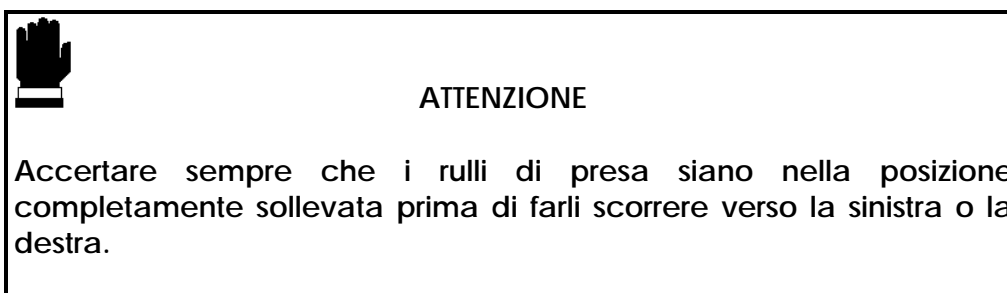 ATTENZIONE
Accertare sempre che i rulli di presa siano nella posizione
completamente sollevata prima di farli scorrere verso la sinistra o la
destra.